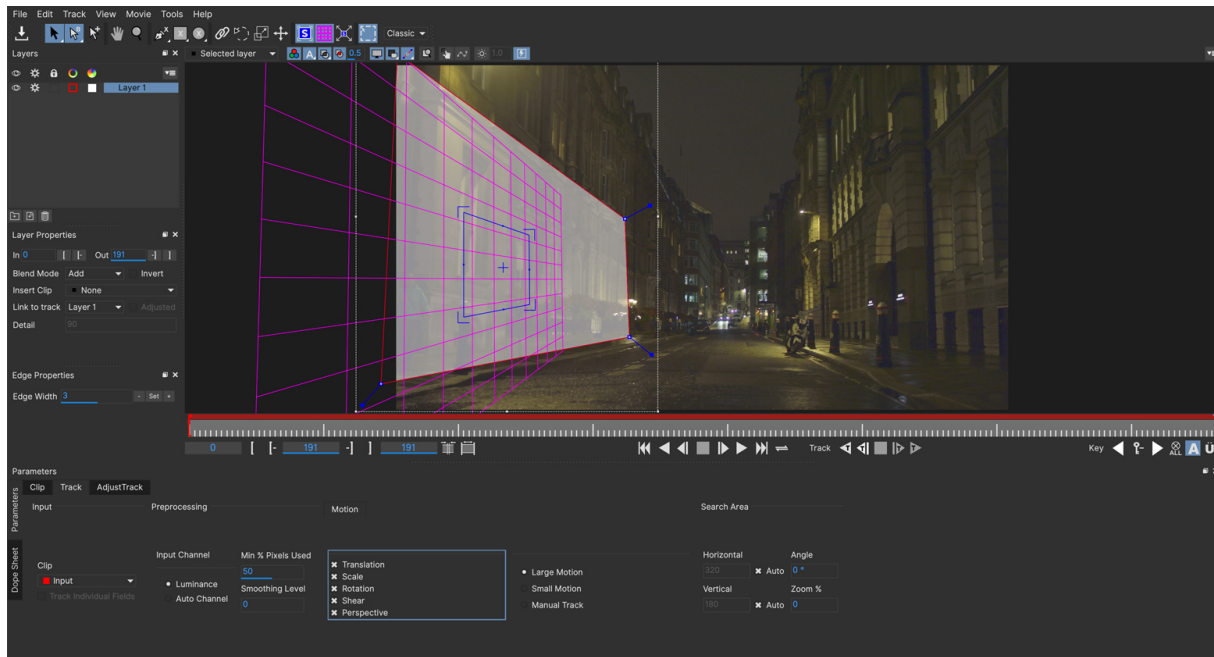 File Edit Track View Movie Tools Help
S Classic
Layers
Selected layer A 0.5 1.0
Layer 1
Layer Properties
In 0 [ [- Out 191 -] ]
Blend Mode Add Invert
Insert Clip None
Link to track Layer 1 Adjusted
Detail 90
Edge Properties
Edge Width 3 - Set +
0 [ [- 191 -] ] 191 Track Key ALL A Ü
Parameters
Clip Track AdjustTrack
Parameters
Dope Sheet
Input
Clip
Input
Track Individual Fields
Preprocessing
Input Channel
Luminance
Auto Channel
Min % Pixels Used
50
Smoothing Level
0
Motion
Translation
Scale
Rotation
Shear
Perspective
Large Motion
Small Motion
Manual Track
Search Area
Horizontal Angle
320 Auto 0 °
Vertical Zoom %
180 Auto 0